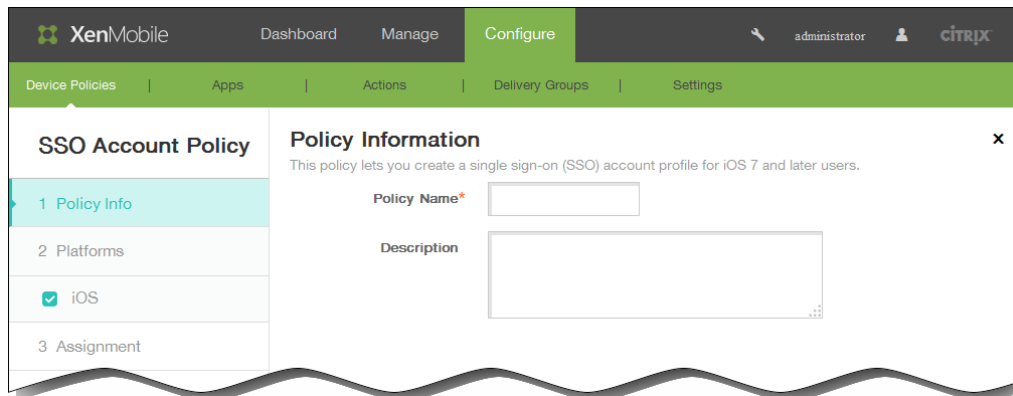 XenMobile Dashboard Manage Configure administrator CITRIX
Device Policies | Apps | Actions | Delivery Groups | Settings
SSO Account Policy
1 Policy Info
2 Platforms
iOS
3 Assignment
Policy Information
This policy lets you create a single sign-on (SSO) account profile for iOS 7 and later users.
Policy Name*
Description